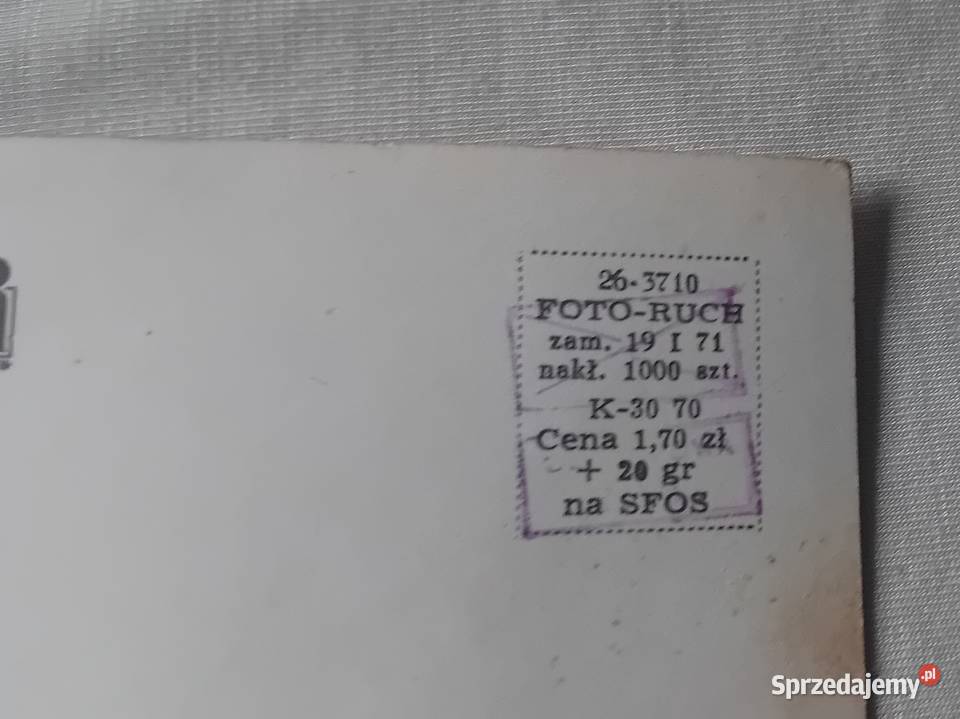 26-3710
FOTO-RUCH
zam. 19 I 71
nakł. 1000 szt.
K-30 70
Cena 1,70 zł
+ 20 gr
na SFOS
Sprzedajemy.pl